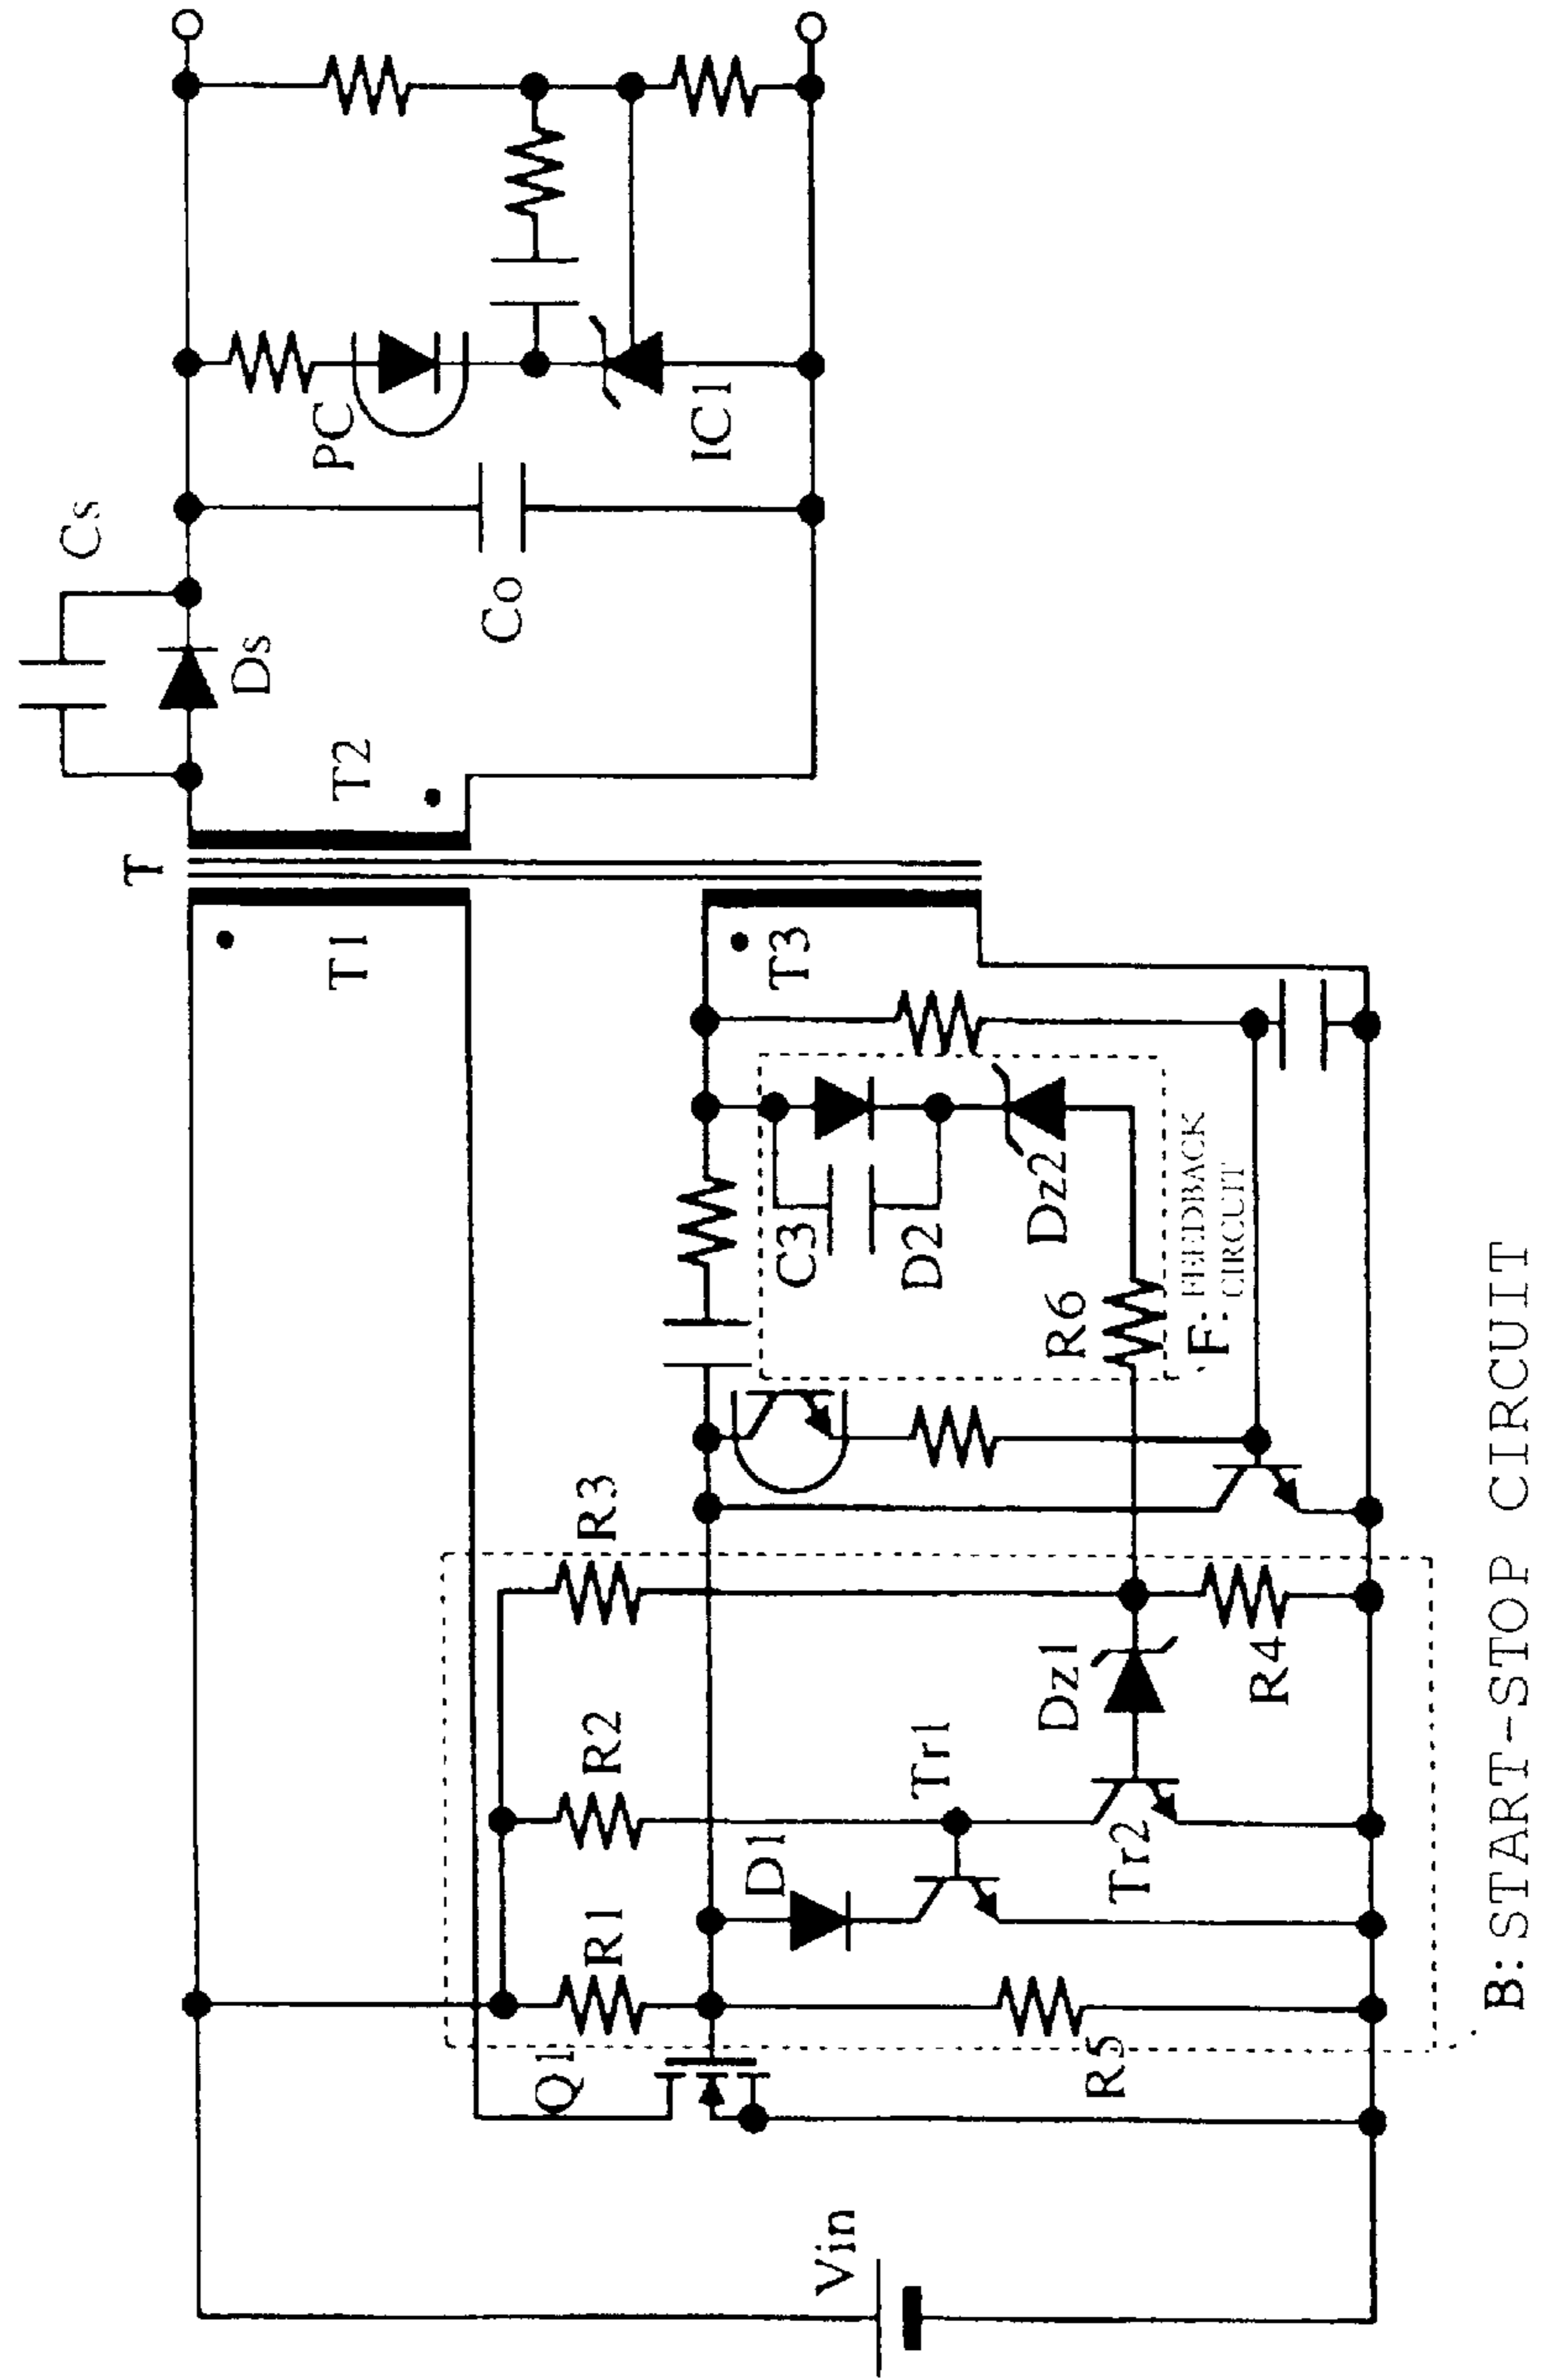 Vin
Q1
R1
R2
R3
D1
Tr1
Tr2
Dz1
R4
R5
B: START-STOP CIRCUIT
R6
F: FEEDBACK
CIRCUIT
C3
D2
Dz2
T1
T3
T
T2
Cs
Ds
Co
PC
IC1